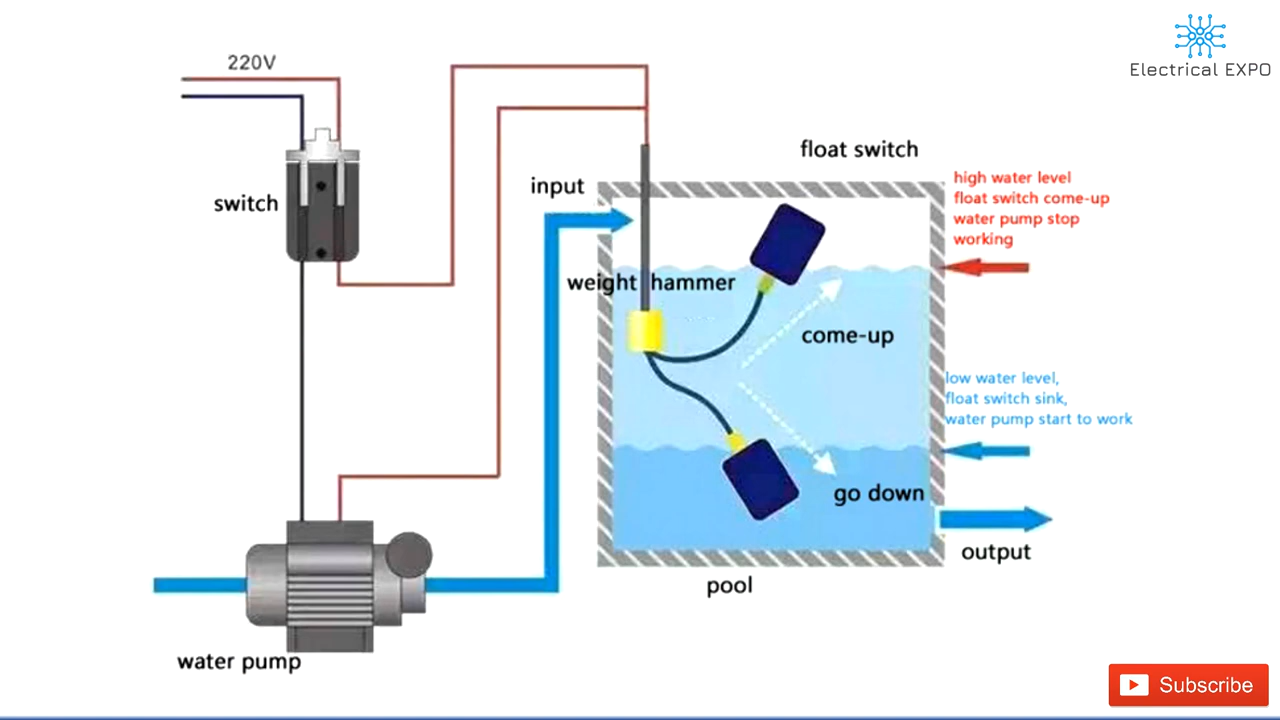 Electrical EXPO
220V
float switch
high water level
float switch come-up
water pump stop
working
input
switch
weight hammer
come-up
low water level,
float switch sink,
water pump start to work
go down
output
pool
water pump
Subscribe